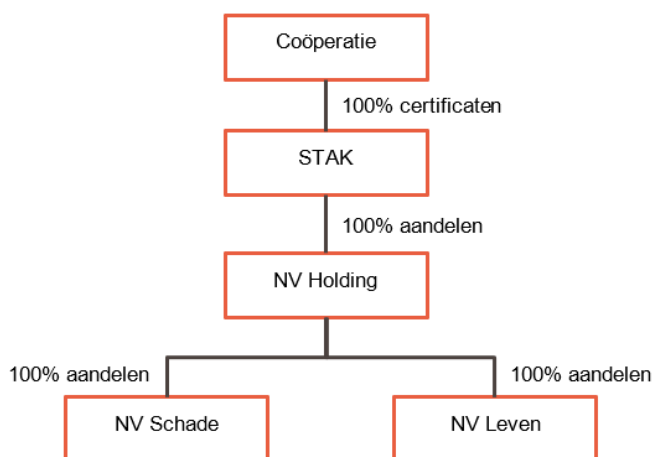 Coöperatie
100% certificaten
STAK
100% aandelen
NV Holding
100% aandelen
100% aandelen
NV Schade
NV Leven